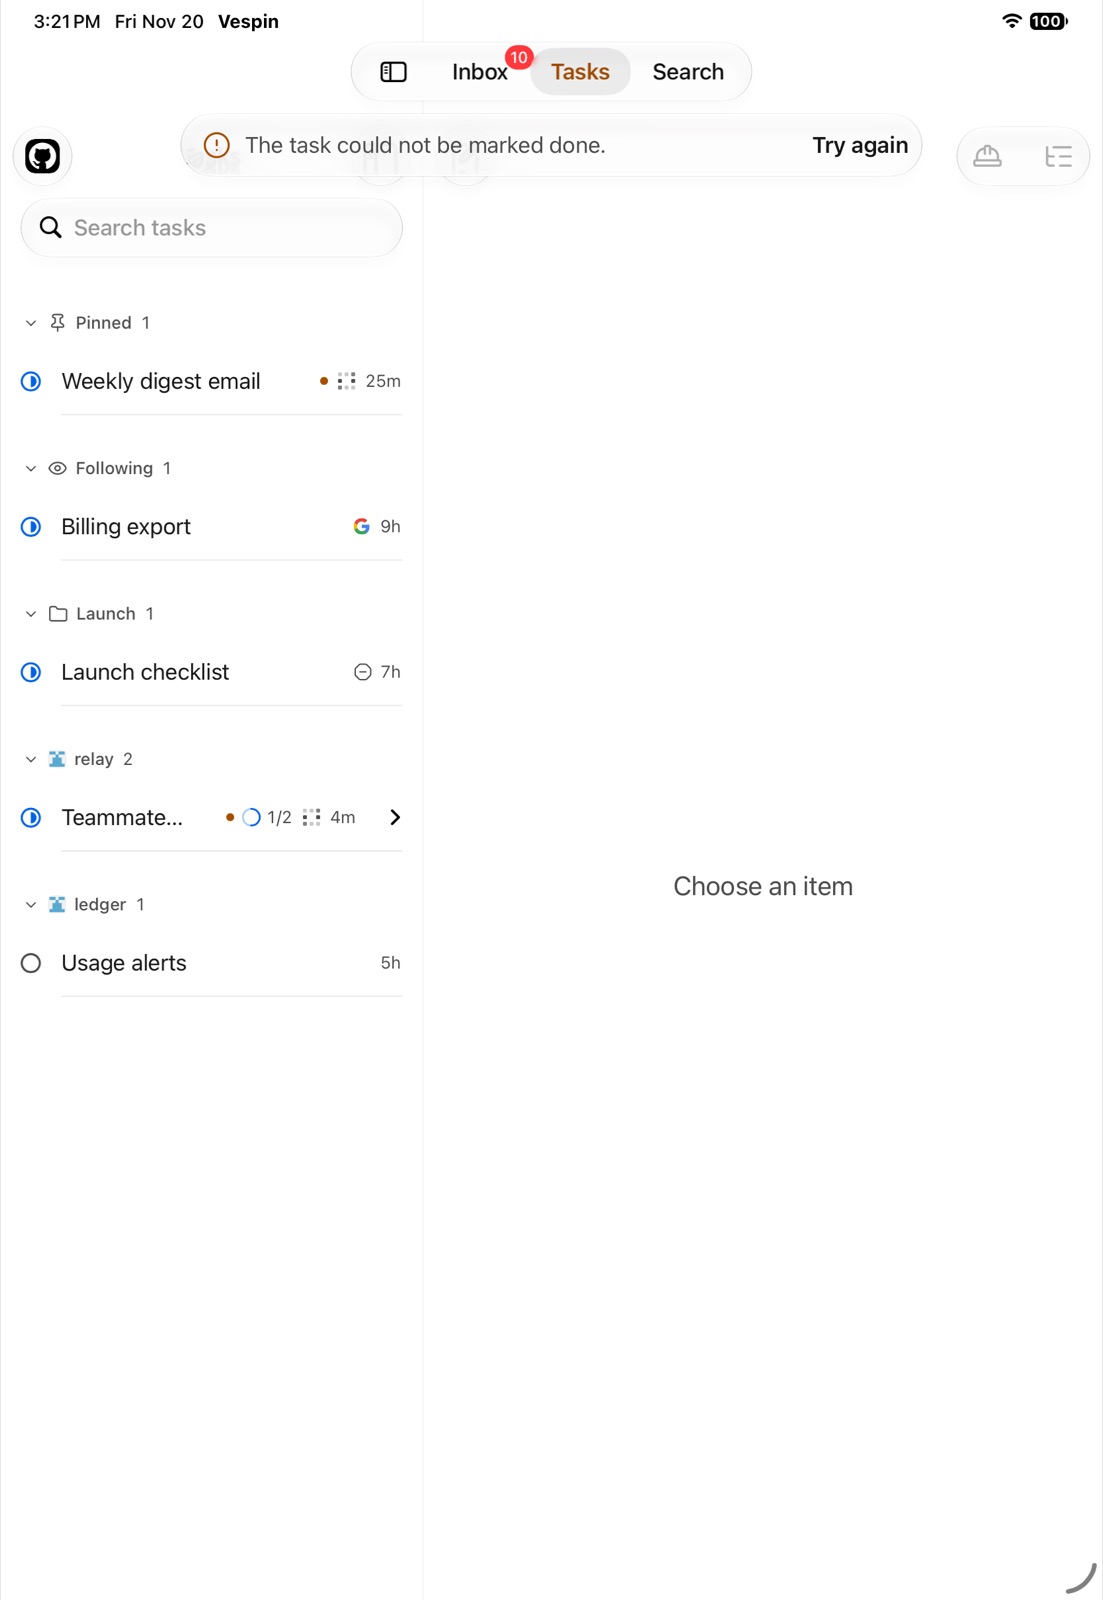 3:21 PM Fri Nov 20 Vespin
100
Inbox 10 Tasks Search
The task could not be marked done. Try again
Search tasks
Pinned 1
Weekly digest email 25m
Following 1
Billing export 9h
Launch 1
Launch checklist 7h
relay 2
Teammate... 1/2 4m
ledger 1
Usage alerts 5h
Choose an item